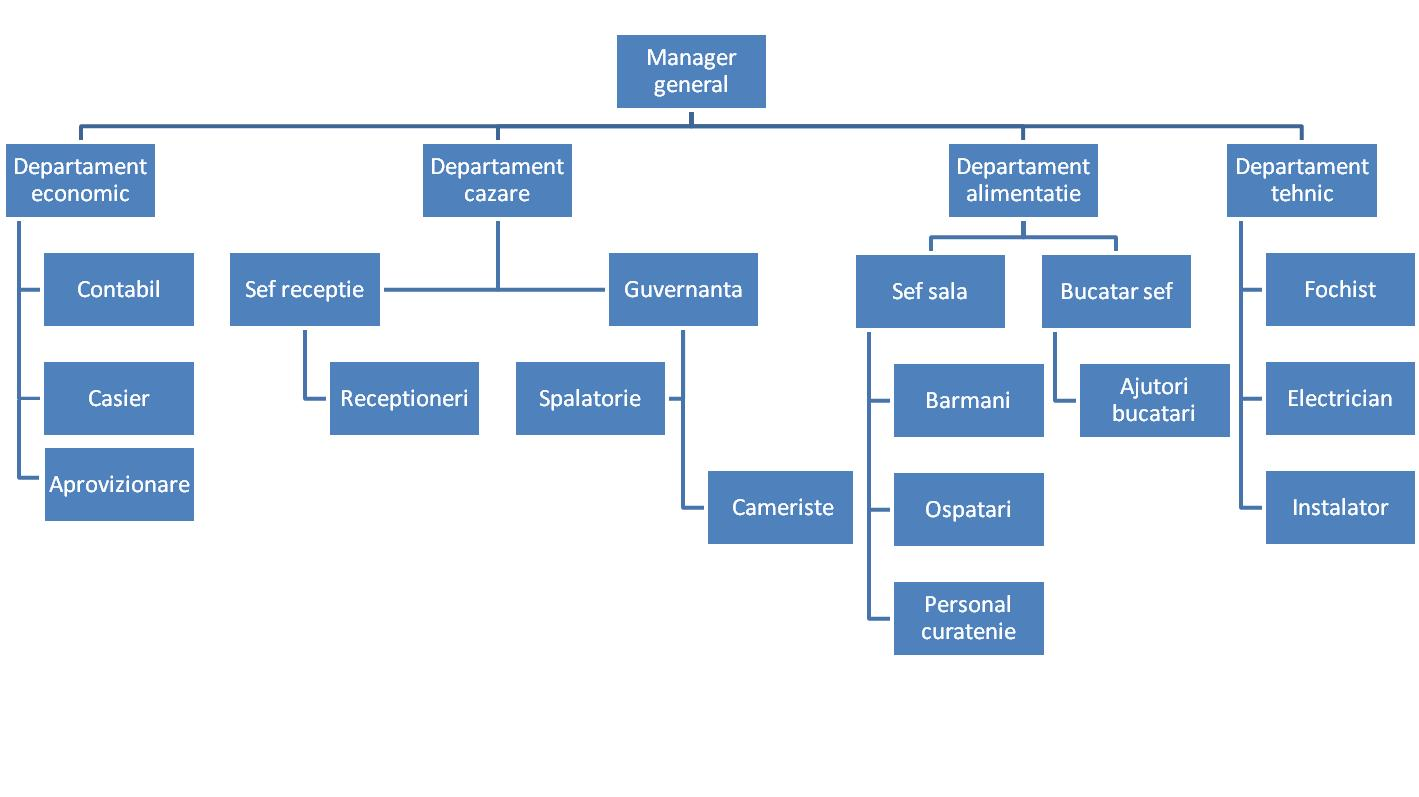 Manager
general
Departament
economic
Departament
cazare
Departament
alimentatie
Departament
tehnic
Contabil
Sef receptie
Guvernanta
Sef sala
Bucatar sef
Fochist
Casier
Receptioneri
Spalatorie
Barmani
Ajutori
bucatari
Electrician
Aprovizionare
Cameriste
Ospatari
Instalator
Personal
curatenie